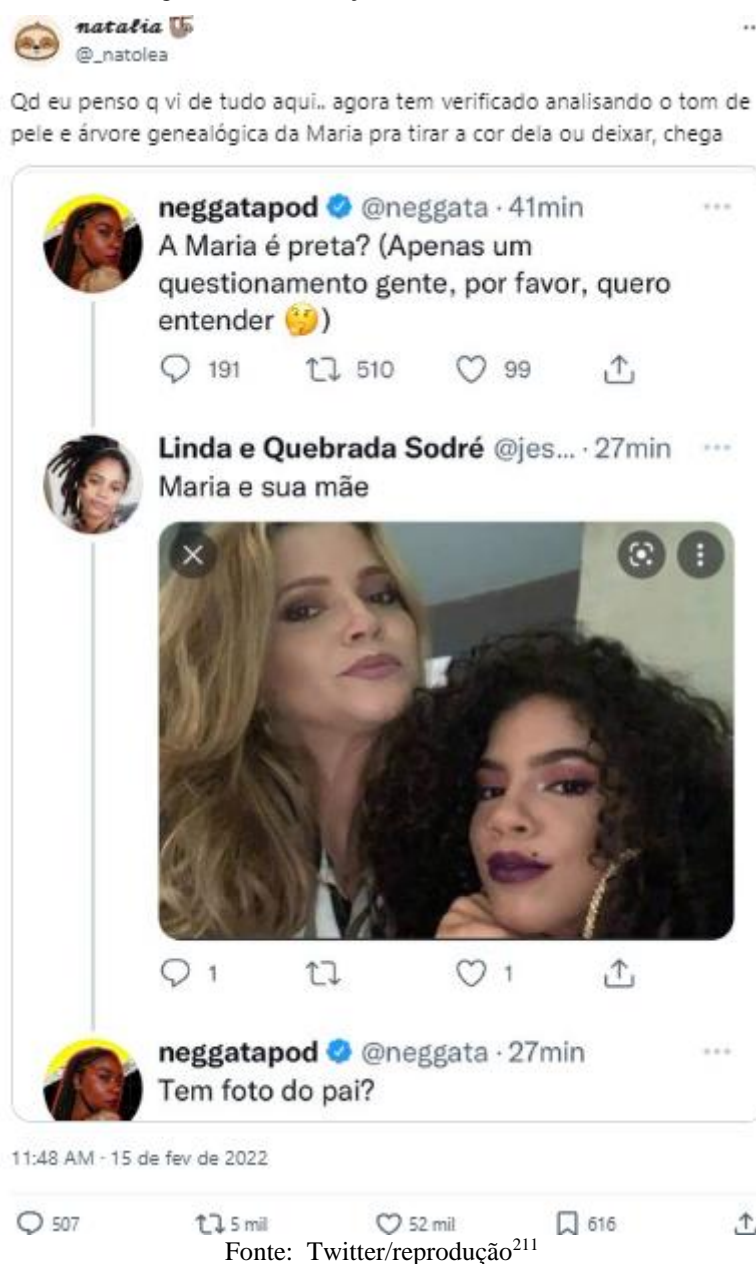 natalia
@_natolea
Qd eu penso q vi de tudo aqui.. agora tem verificado analisando o tom de
pele e árvore genealógica da Maria pra tirar a cor dela ou deixar, chega
neggatapod @neggata · 41min
A Maria é preta? (Apenas um
questionamento gente, por favor, quero
entender 🤔)
191 510 99
Linda e Quebrada Sodré @jes... · 27min
Maria e sua mãe
1 1
neggatapod @neggata · 27min
Tem foto do pai?
11:48 AM · 15 de fev de 2022
507 5 mil 52 mil 616
Fonte: Twitter/reprodução211